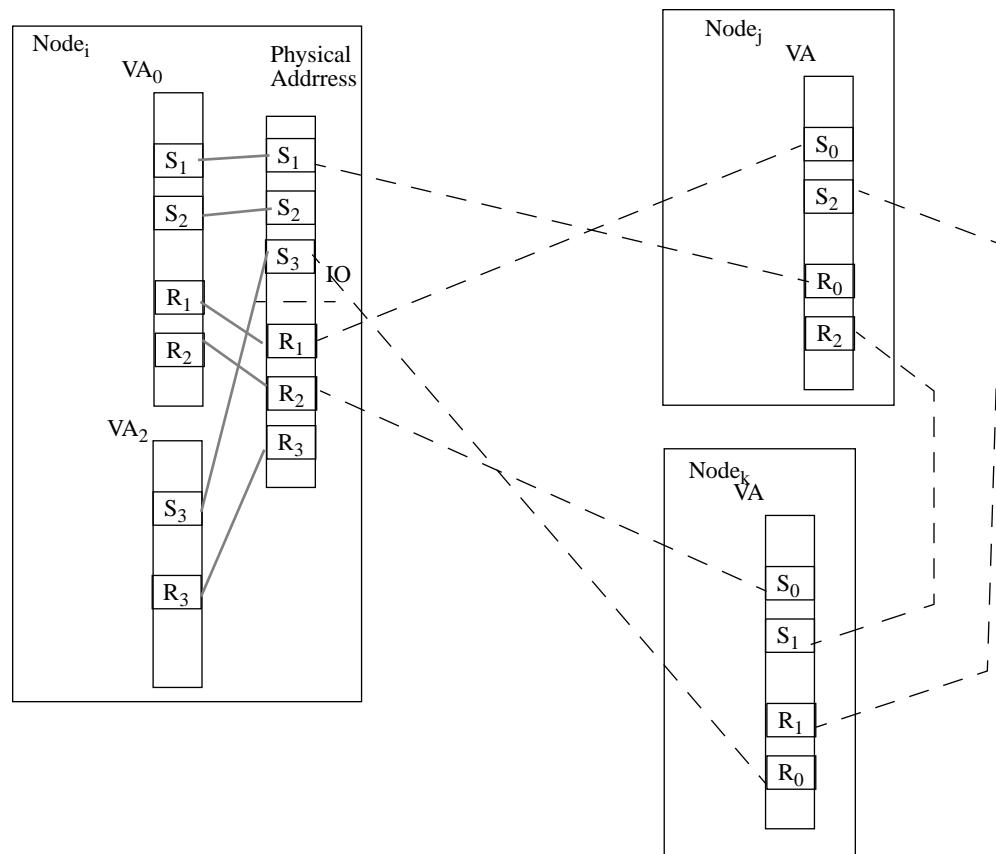 Node_i
VA_0
Physical
Addrress
S_1
S_2
R_1
R_2
S_1
S_2
S_3
IO
R_1
R_2
R_3
VA_2
S_3
R_3
Node_j
VA
S_0
S_2
R_0
R_2
Node_k
VA
S_0
S_1
R_1
R_0